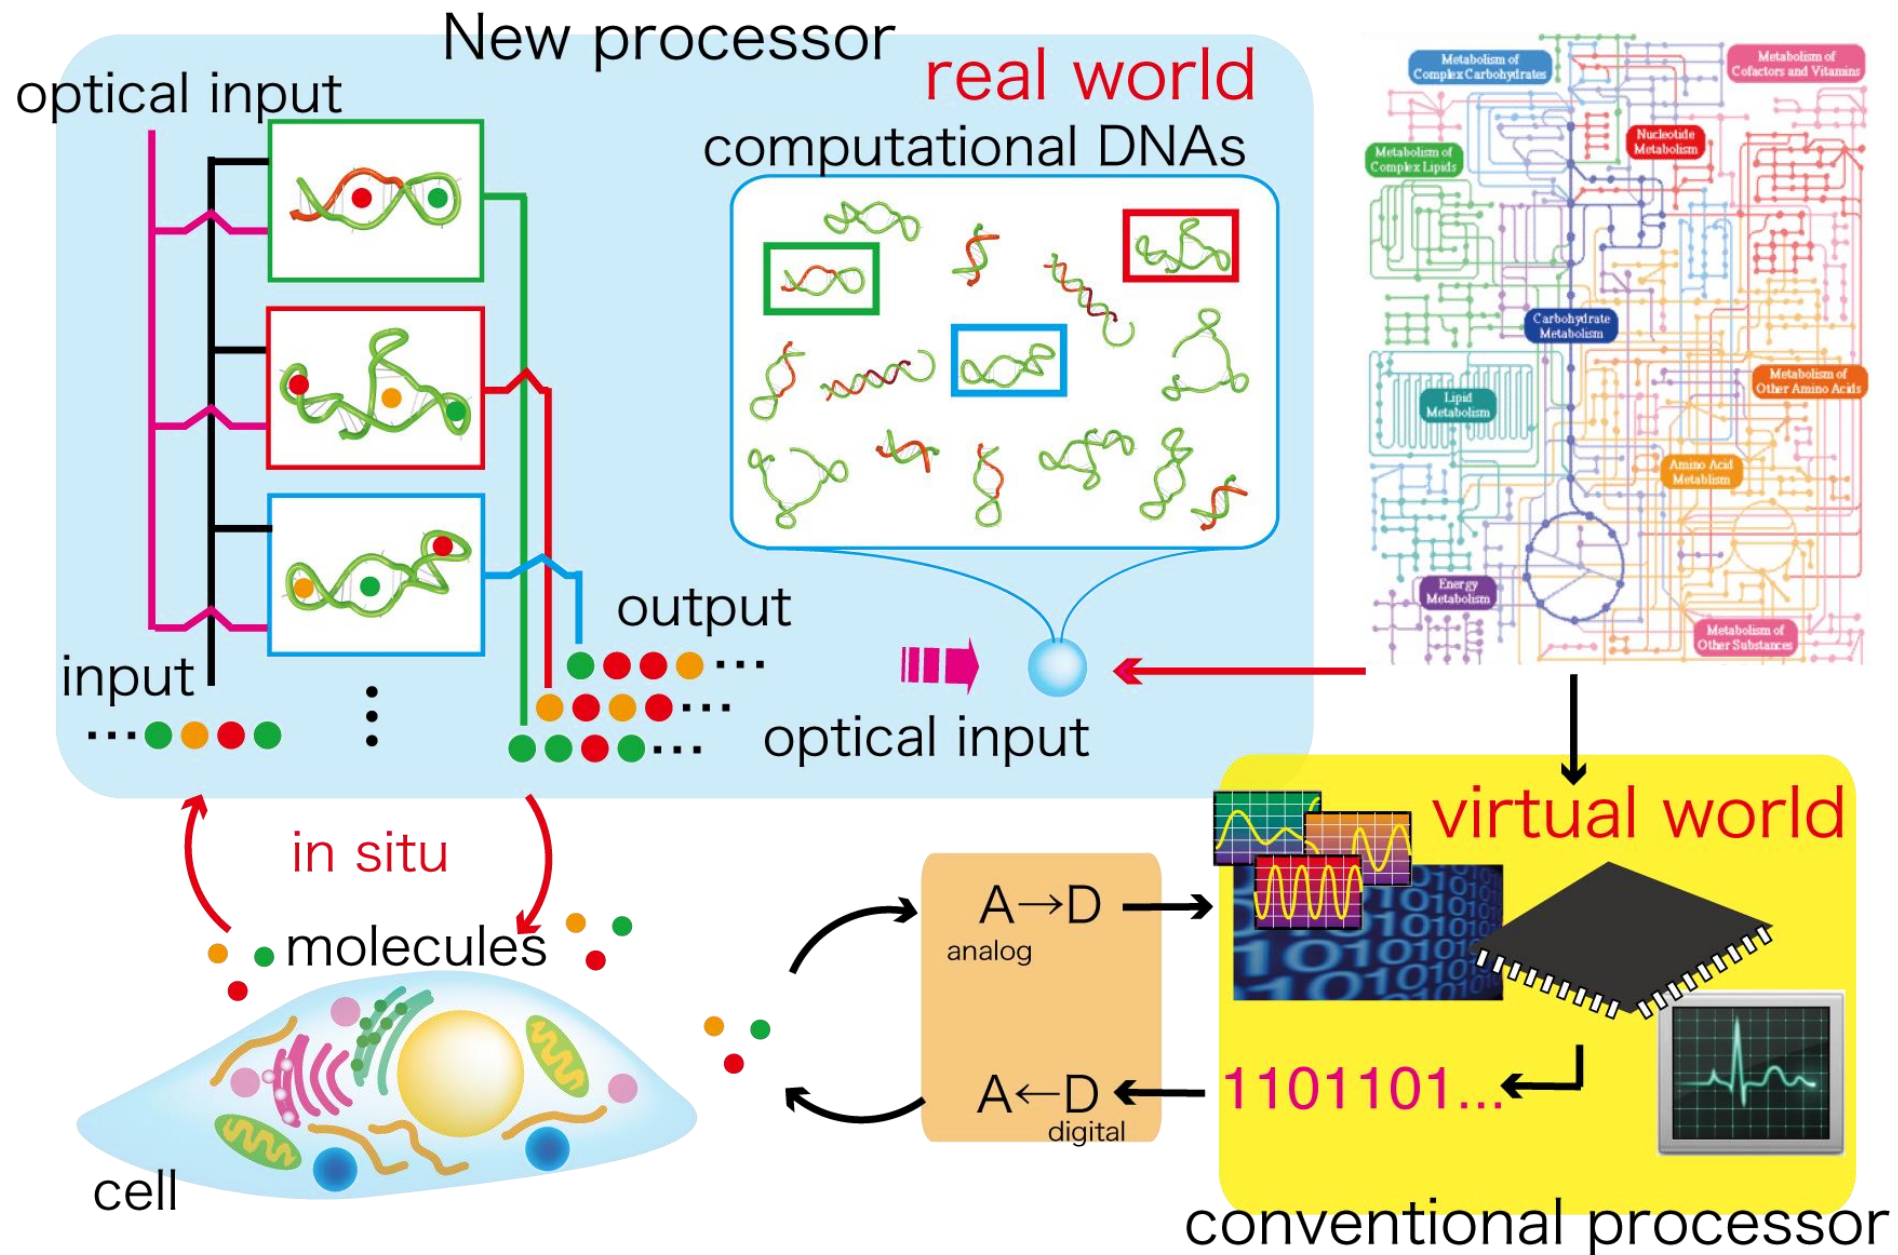 New processor
real world
optical input
computational DNAs
output
input
optical input
in situ
molecules
cell
A→D
analog
A←D
digital
virtual world
1101101...
conventional processor
Metabolism of
Complex Carbohydrates
Metabolism of
Cofactors and Vitamins
Nucleotide
Metabolism
Metabolism of
Complex Lipids
Carbohydrate
Metabolism
Metabolism of
Other Amino Acids
Lipid
Metabolism
Amino Acid
Metablism
Energy
Metabolism
Metabolism of
Other Substances